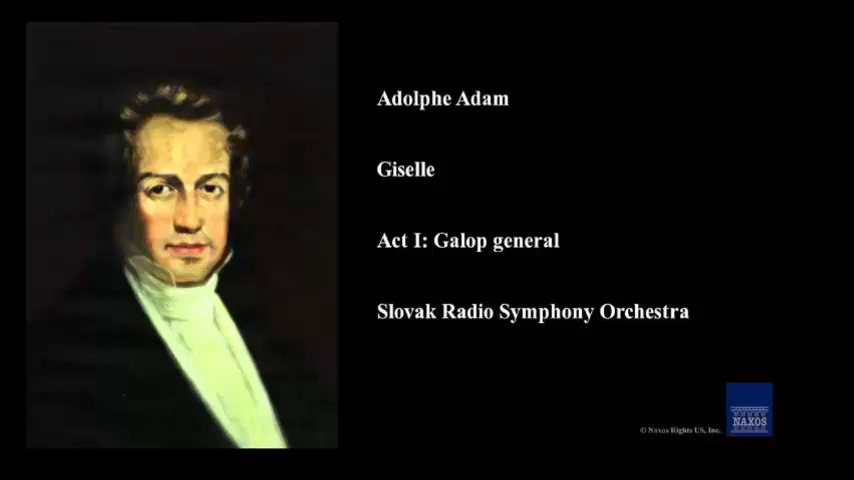 Adolphe Adam
Giselle
Act I: Galop general
Slovak Radio Symphony Orchestra
© Naxos Rights US, Inc.
NAXOS